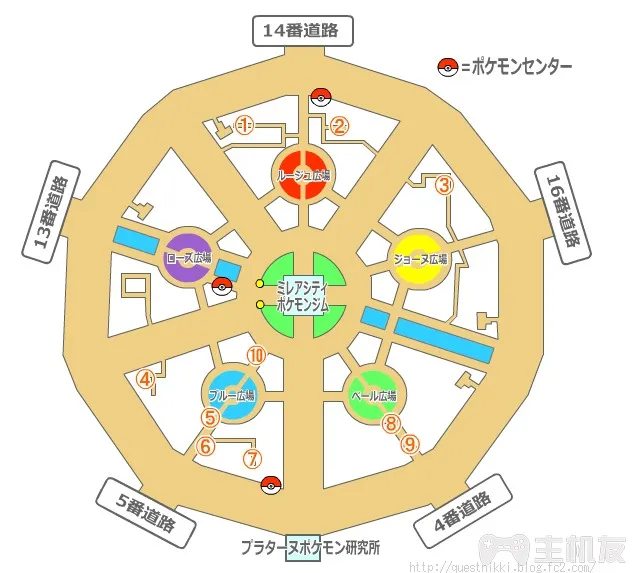 14番道路
=ポケモンセンター
①
②
ルージュ広場
③
16番道路
13番道路
ローズ広場
ジョーヌ広場
ミレアシティ
ポケモンジム
⑩
④
ブルー広場
ベール広場
⑤
⑧
⑥
⑨
⑦
5番道路
4番道路
プラターヌポケモン研究所
主机友
http://questnikki.blog.fc2.com/